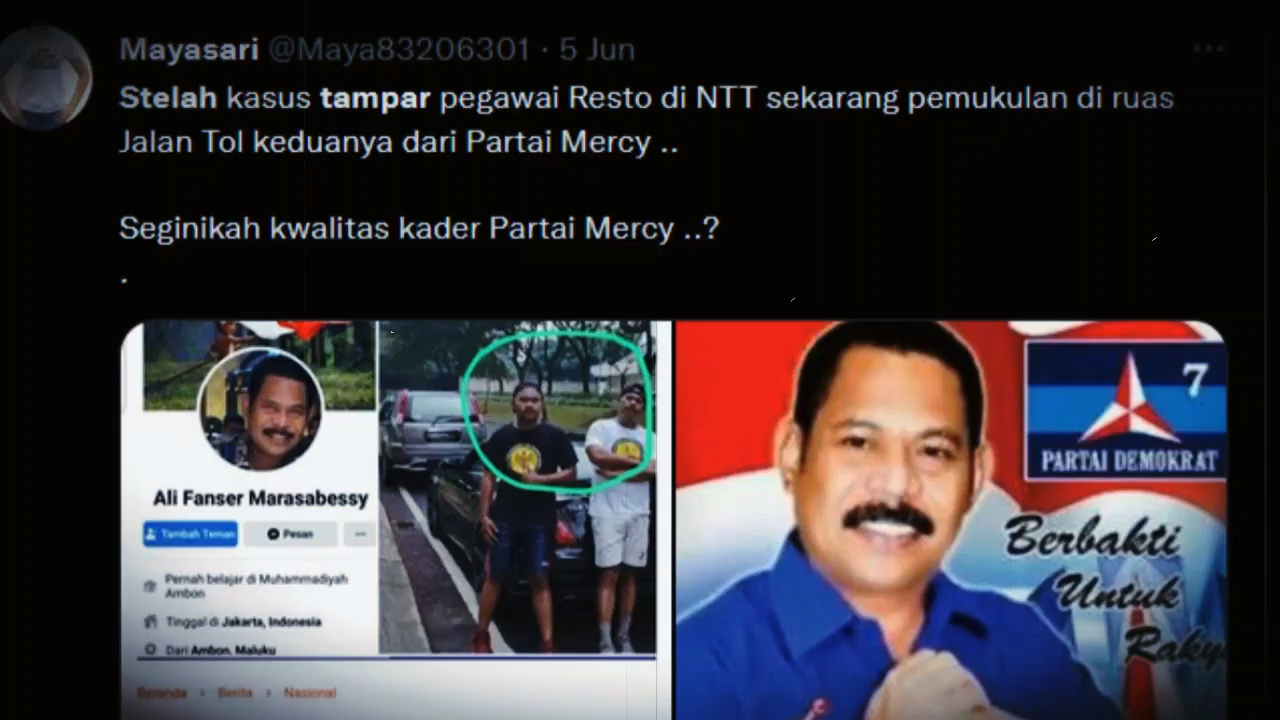 Mayasari @Maya83206301 · 5 Jun
Stelah kasus tampar pegawai Resto di NTT sekarang pemukulan di ruas
Jalan Tol keduanya dari Partai Mercy ..
Seginikah kwalitas kader Partai Mercy ..?
.
Ali Fanser Marasabessy
Tambah Teman
Pesan
Pernah belajar di Muhammadiyah
Ambon
Tinggal di Jakarta, Indonesia
Dari Ambon, Maluku
Beranda > Berita > Nasional
7
PARTAI DEMOKRAT
Berbakti
Untuk
Raky